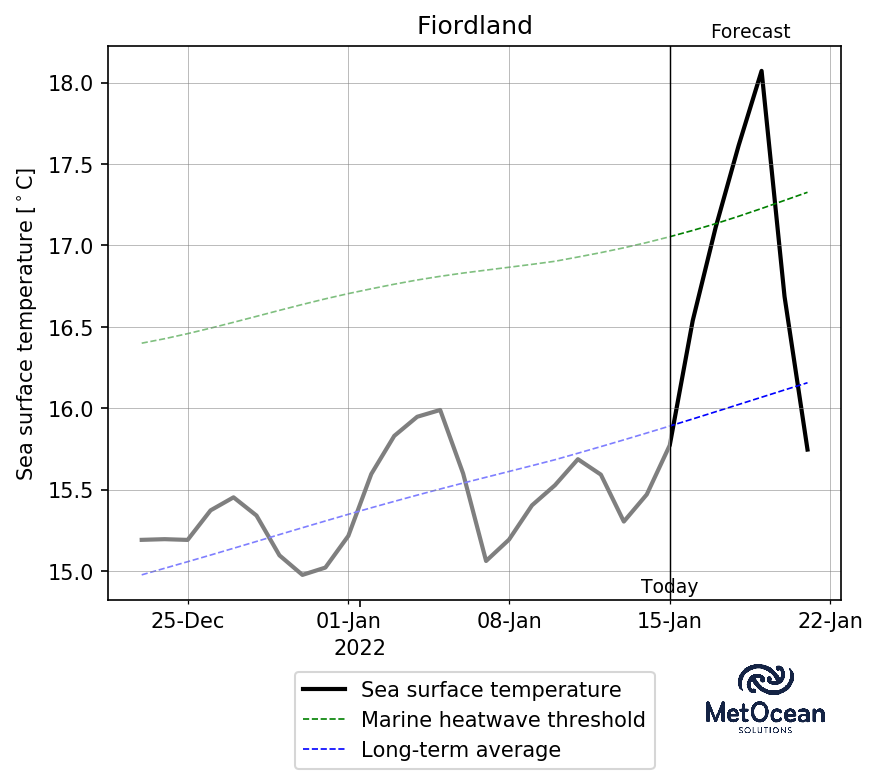 Fiordland
Forecast
Sea surface temperature [°C]
18.0
17.5
17.0
16.5
16.0
15.5
15.0
Today
25-Dec
01-Jan
08-Jan
15-Jan
22-Jan
2022
Sea surface temperature
Marine heatwave threshold
Long-term average
MetOcean
SOLUTIONS